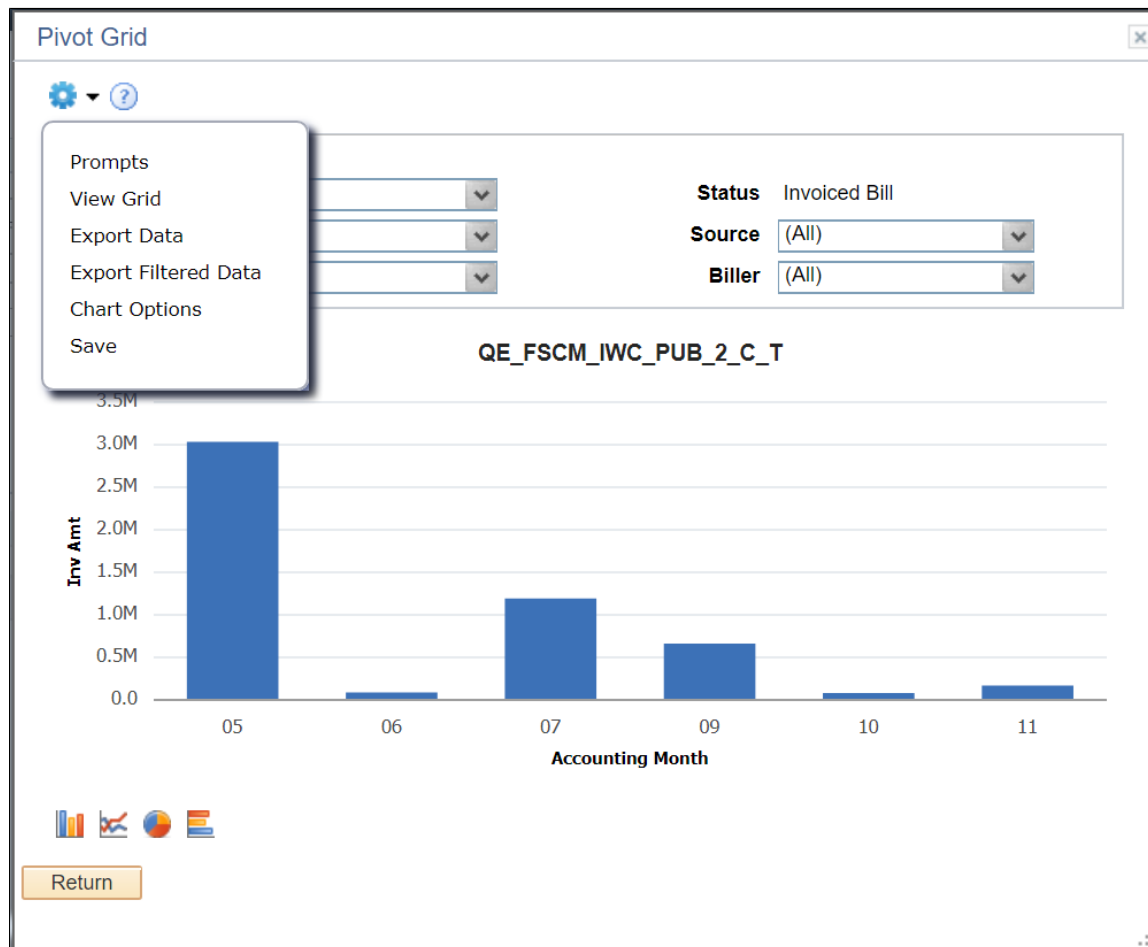 Pivot Grid
?
Prompts
View Grid
Export Data
Export Filtered Data
Chart Options
Save
Status Invoiced Bill
Source (All)
Biller (All)
QE_FSCM_IWC_PUB_2_C_T
3.5M
3.0M
2.5M
2.0M
1.5M
1.0M
0.5M
0.0
Inv Amt
05 06 07 09 10 11
Accounting Month
Return